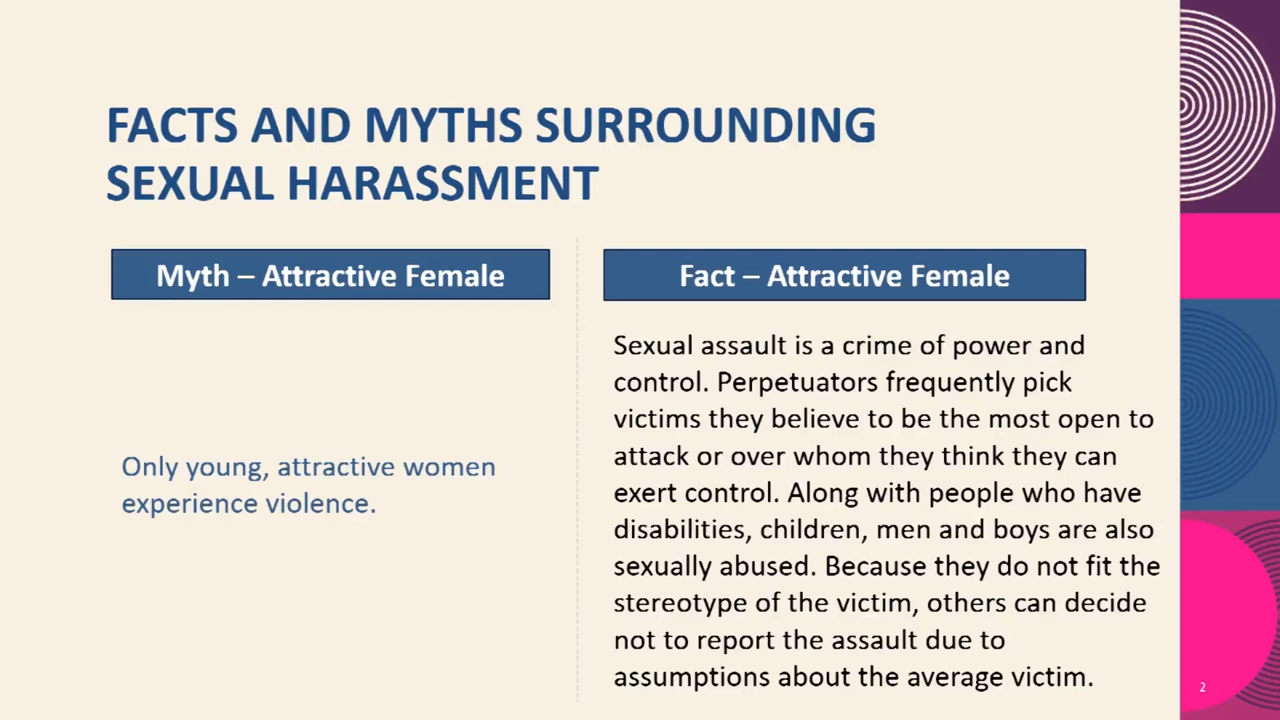 FACTS AND MYTHS SURROUNDING
SEXUAL HARASSMENT
Myth – Attractive Female
Only young, attractive women
experience violence.
Fact – Attractive Female
Sexual assault is a crime of power and
control. Perpetuators frequently pick
victims they believe to be the most open to
attack or over whom they think they can
exert control. Along with people who have
disabilities, children, men and boys are also
sexually abused. Because they do not fit the
stereotype of the victim, others can decide
not to report the assault due to
assumptions about the average victim.
2